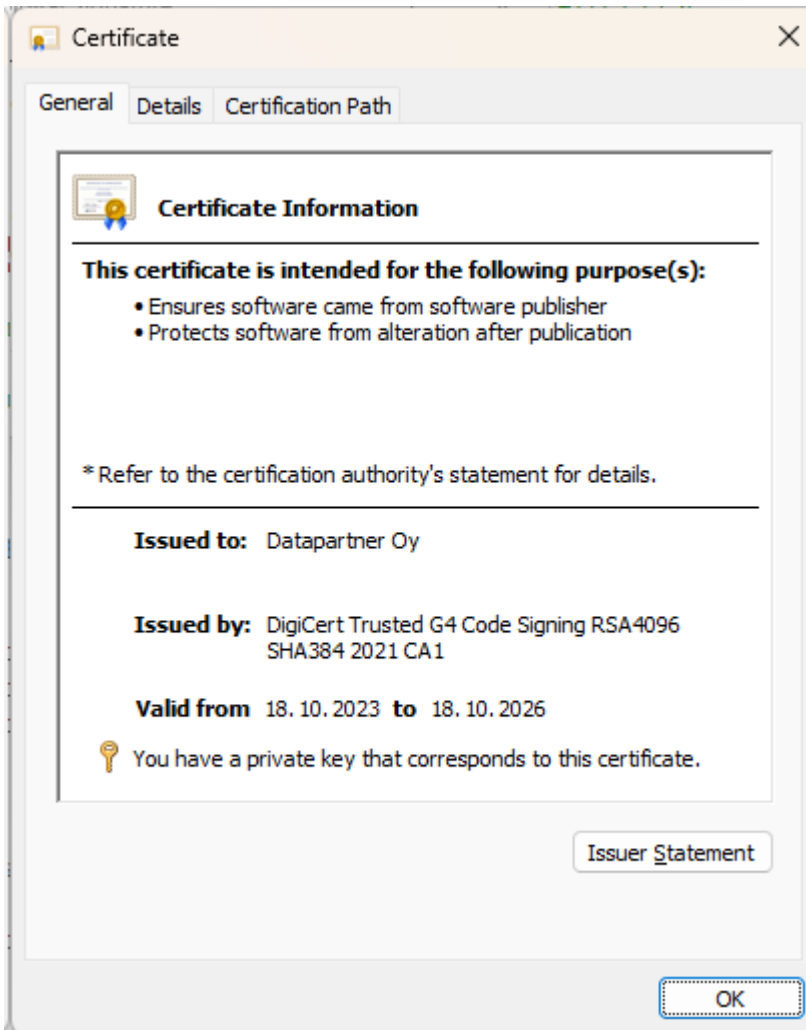 Certificate
General Details Certification Path
Certificate Information
This certificate is intended for the following purpose(s):
• Ensures software came from software publisher
• Protects software from alteration after publication
* Refer to the certification authority's statement for details.
Issued to: Datapartner Oy
Issued by: DigiCert Trusted G4 Code Signing RSA4096
SHA384 2021 CA1
Valid from 18. 10. 2023 to 18. 10. 2026
You have a private key that corresponds to this certificate.
Issuer Statement
OK